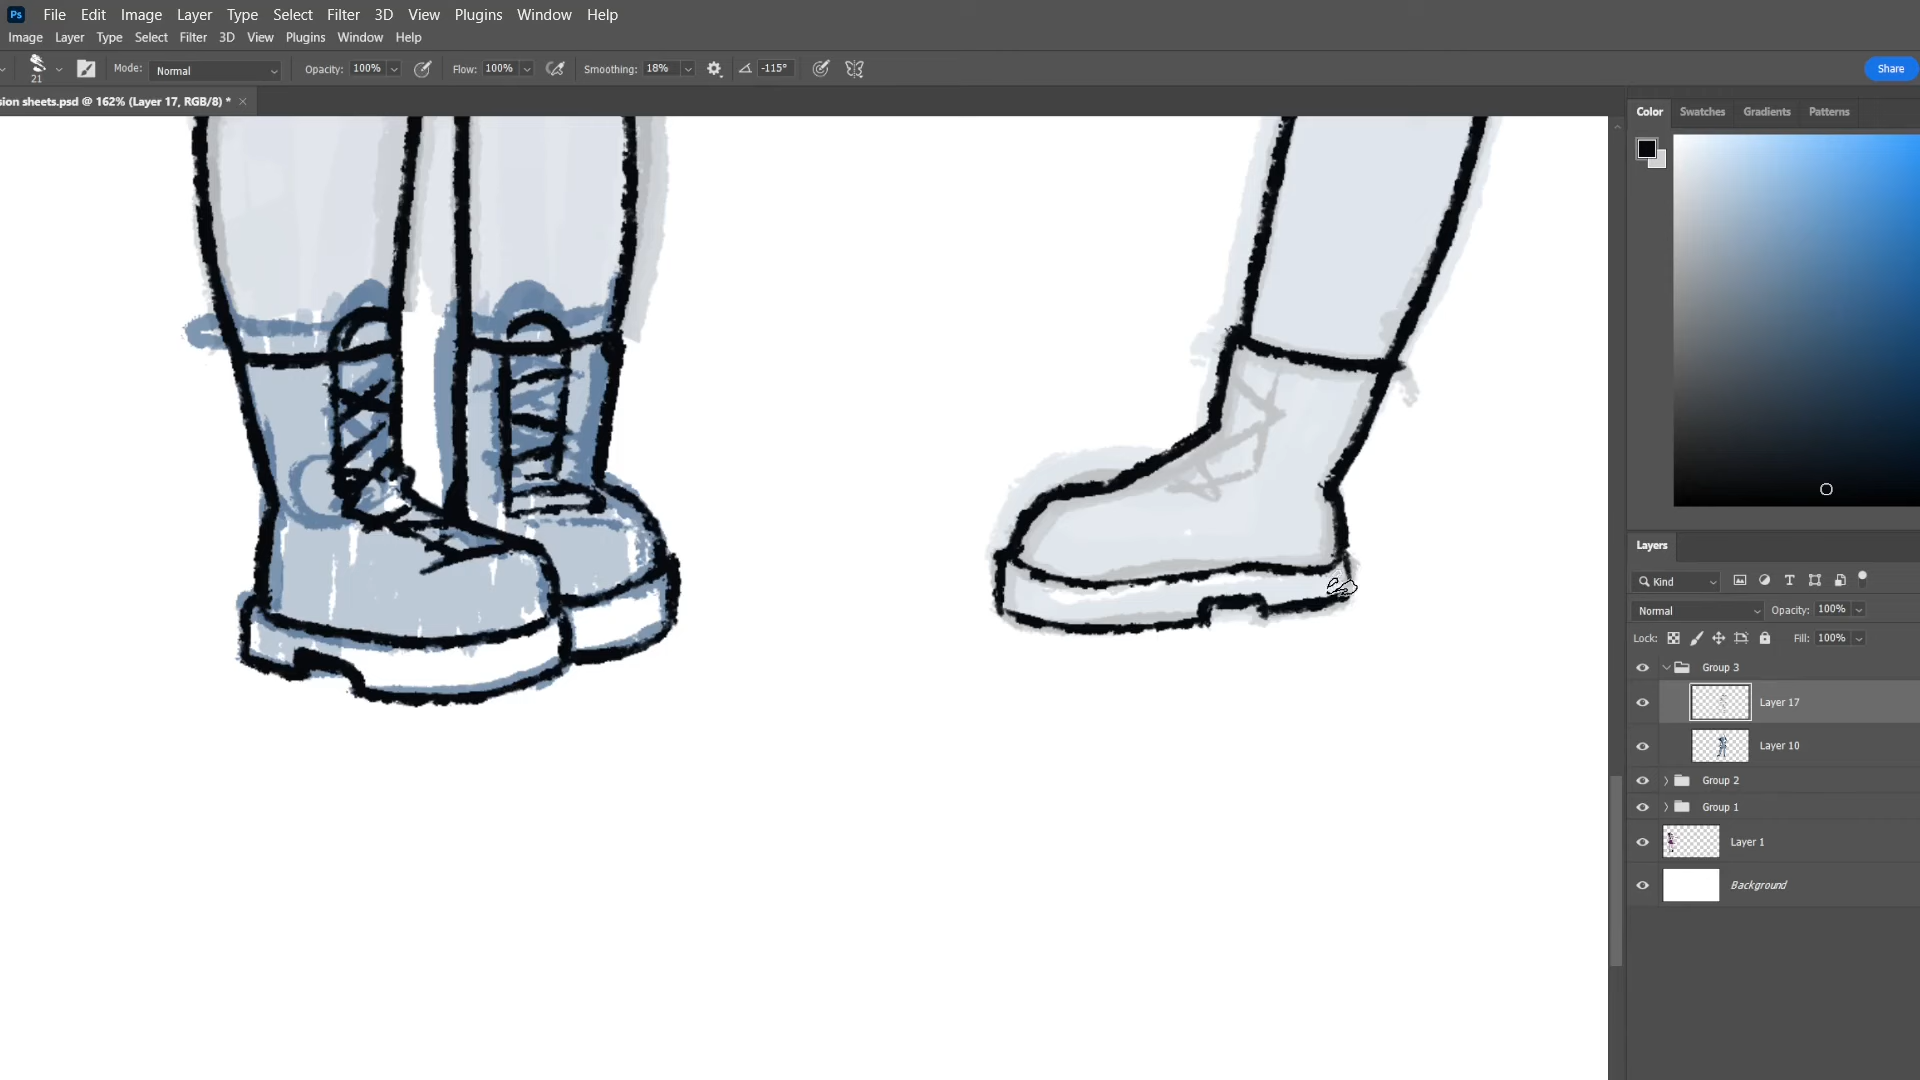 Ps File Edit Image Layer Type Select Filter 3D View Plugins Window Help
Image Layer Type Select Filter 3D View Plugins Window Help
21 Mode: Normal Opacity: 100% Flow: 100% Smoothing: 18% -115° Share
sion sheets.psd @ 162% (Layer 17, RGB/8) *
Color Swatches Gradients Patterns
Layers
Kind
Normal Opacity: 100%
Lock: Fill: 100%
Group 3
Layer 17
Layer 10
Group 2
Group 1
Layer 1
Background